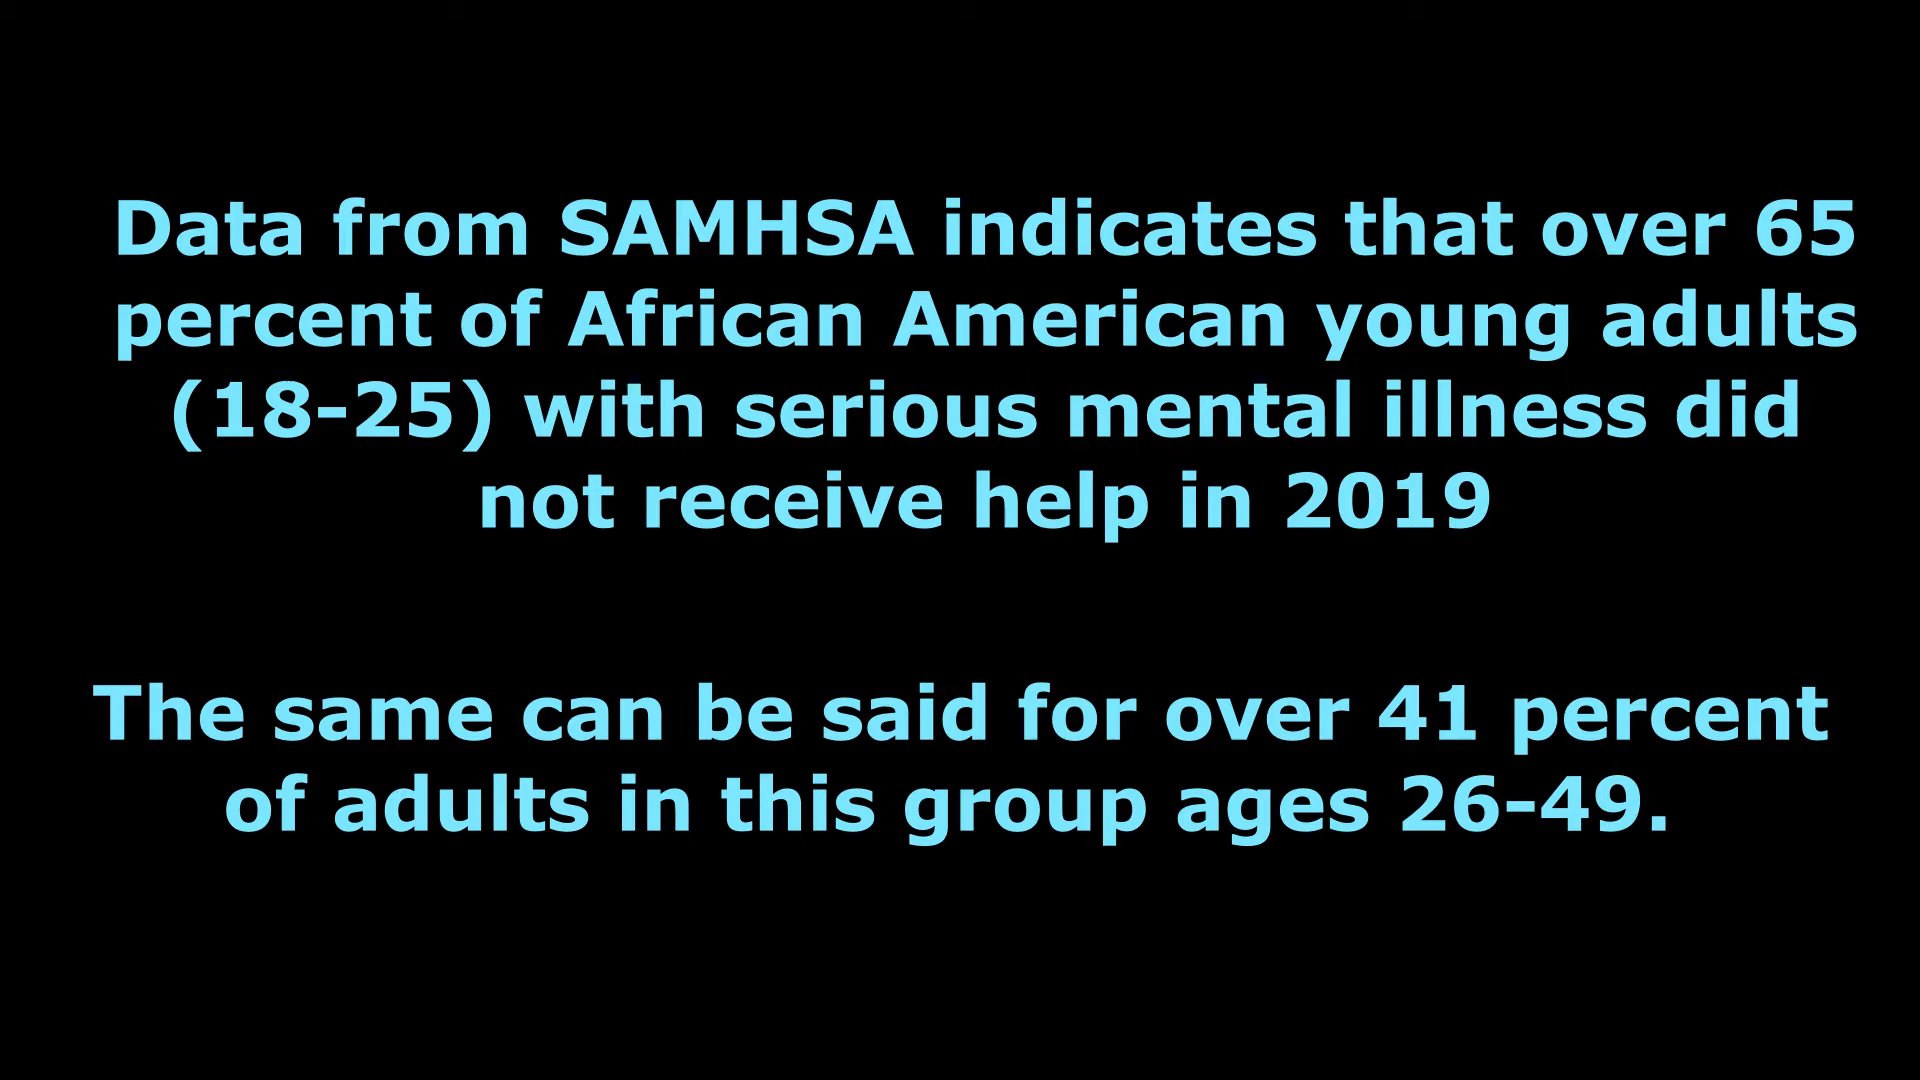 Data from SAMHSA indicates that over 65
percent of African American young adults
(18-25) with serious mental illness did
not receive help in 2019
The same can be said for over 41 percent
of adults in this group ages 26-49.